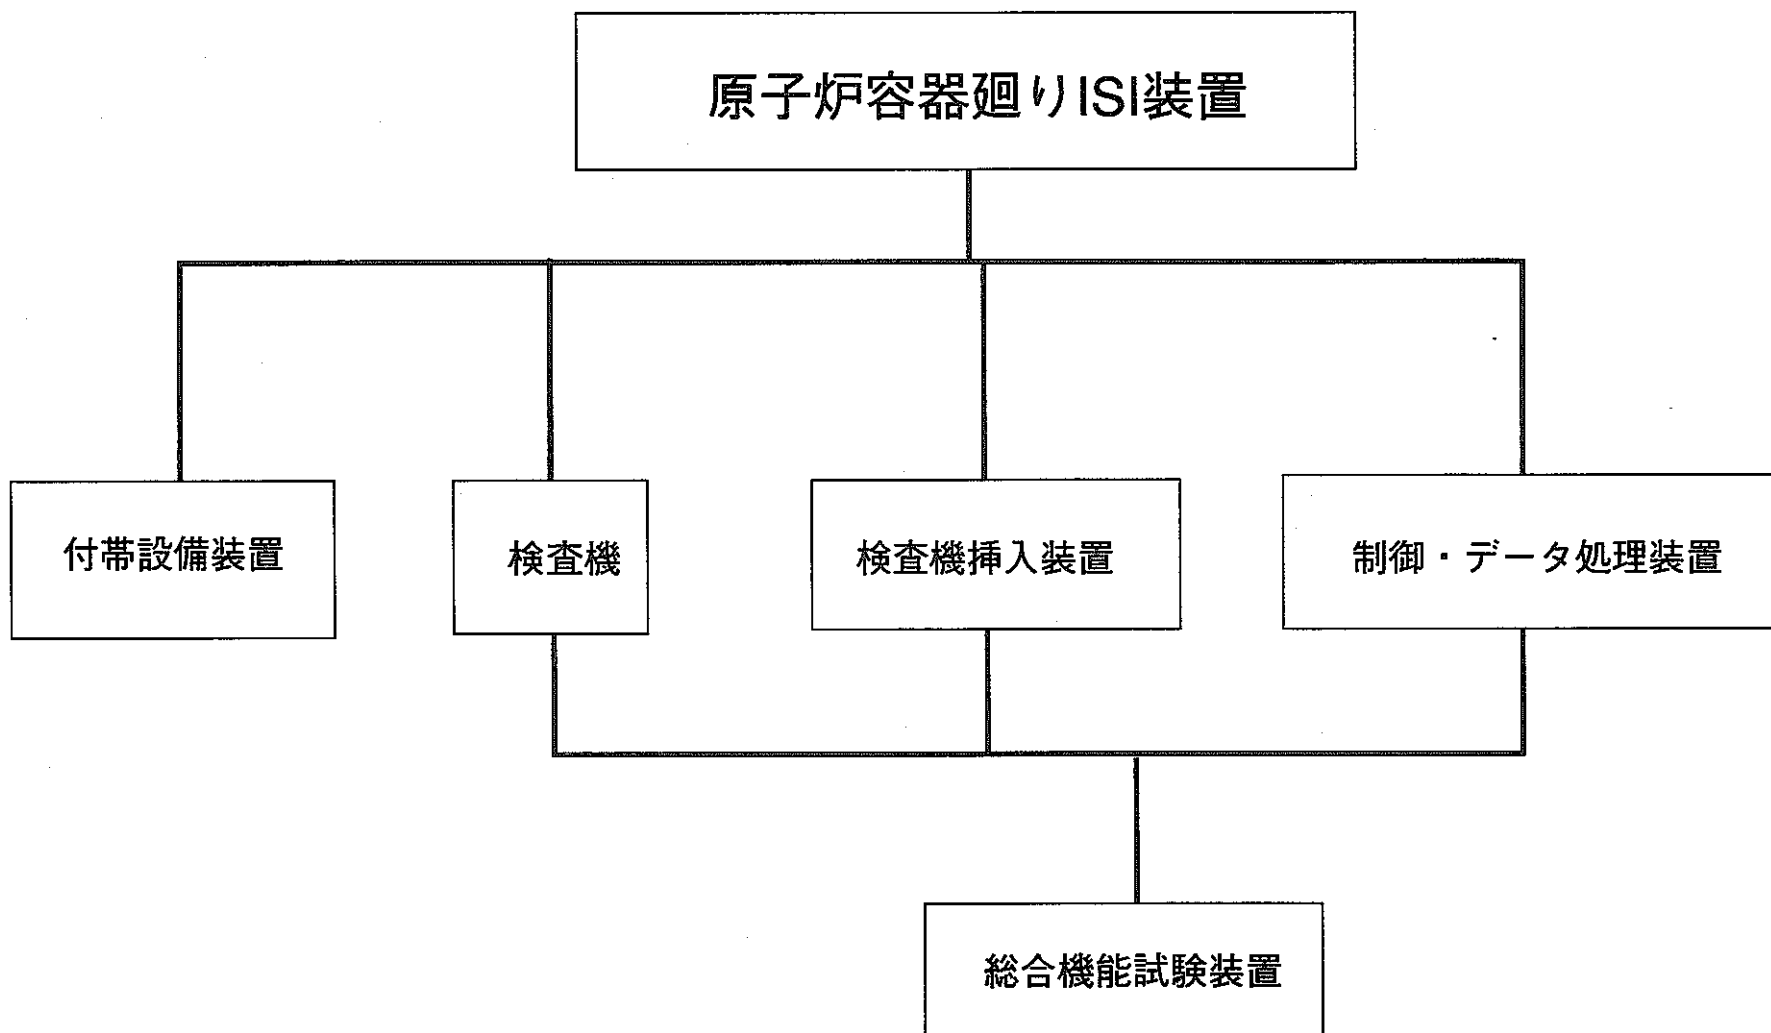 原子炉容器廻りISI装置
付帯設備装置
検査機
検査機挿入装置
制御・データ処理装置
総合機能試験装置